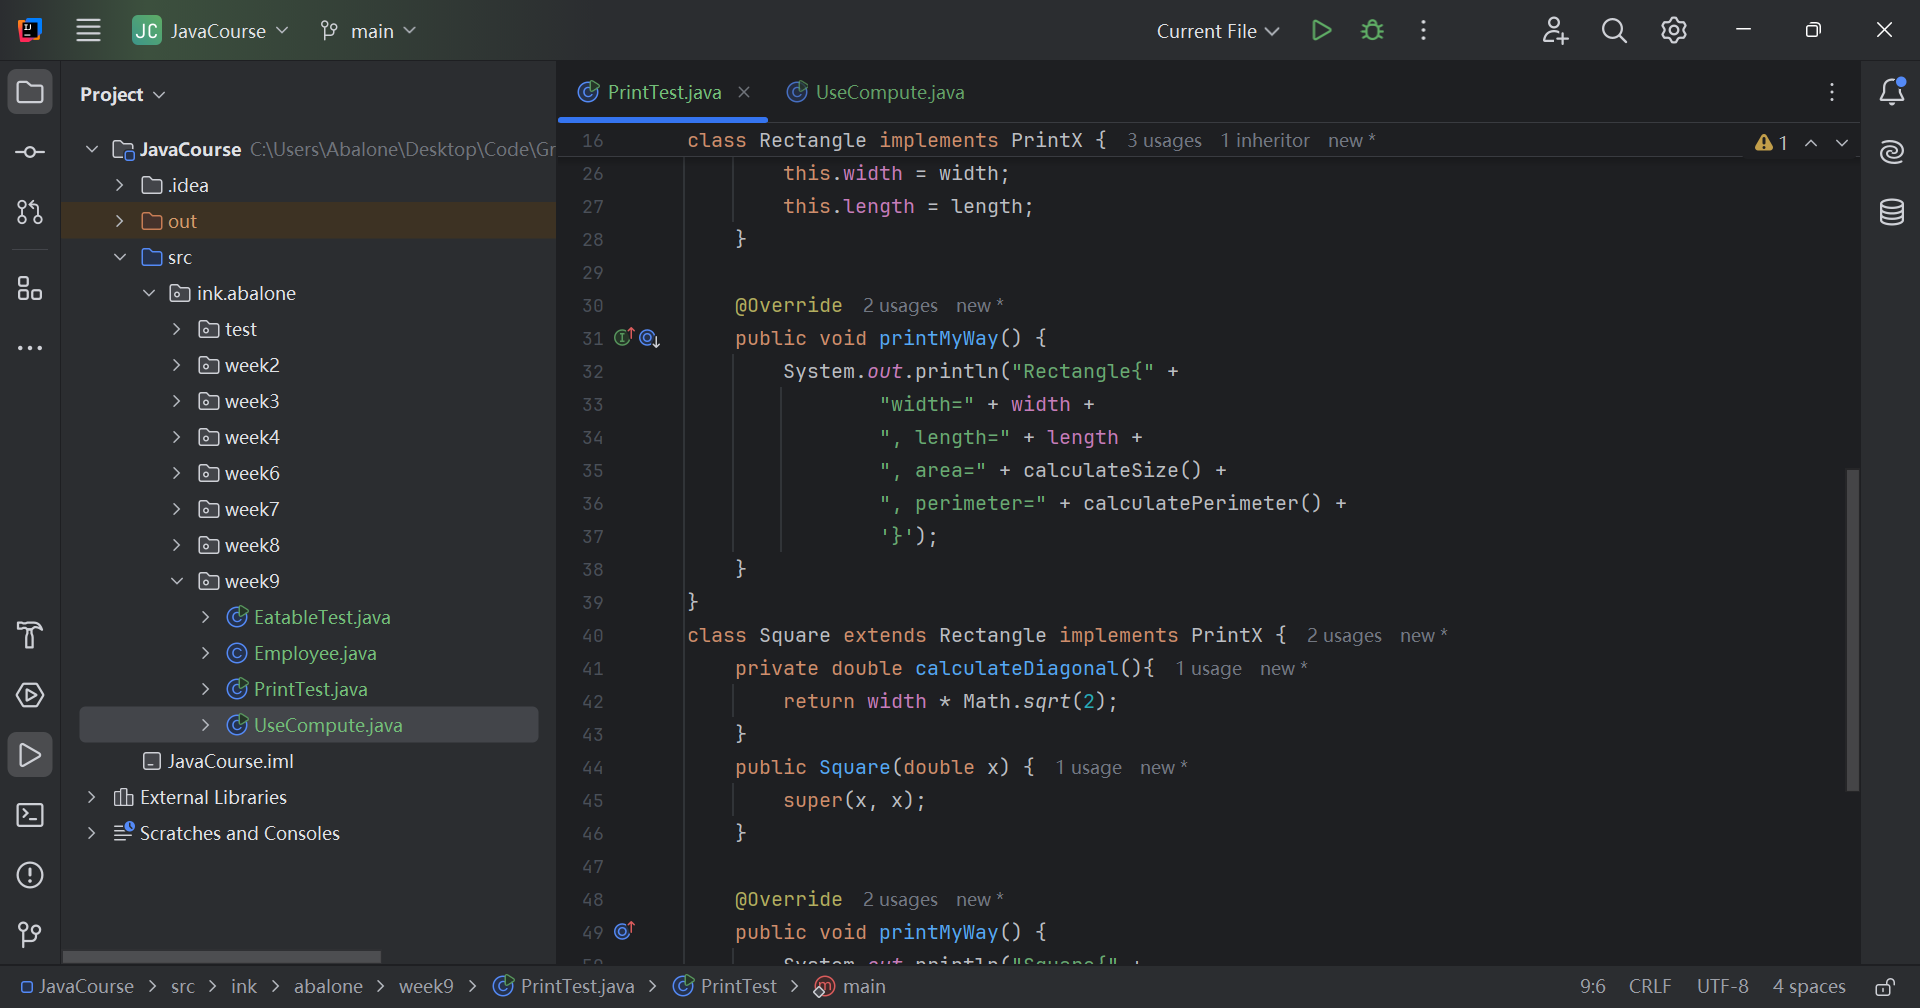 JC JavaCourse main Current File
Project
JavaCourse C:\Users\Abalone\Desktop\Code\Gr
.idea
out
src
ink.abalone
test
week2
week3
week4
week6
week7
week8
week9
EatableTest.java
Employee.java
PrintTest.java
UseCompute.java
JavaCourse.iml
External Libraries
Scratches and Consoles
PrintTest.java UseCompute.java
16 class Rectangle implements PrintX { 3 usages 1 inheritor new *
1
26 this.width = width;
27 this.length = length;
28 }
29
30 @Override 2 usages new *
31 public void printMyWay() {
32 System.out.println("Rectangle{" +
33 "width=" + width +
34 ", length=" + length +
35 ", area=" + calculateSize() +
36 ", perimeter=" + calculatePerimeter() +
37 '}');
38 }
39 }
40 class Square extends Rectangle implements PrintX { 2 usages new *
41 private double calculateDiagonal(){ 1 usage new *
42 return width * Math.sqrt(2);
43 }
44 public Square(double x) { 1 usage new *
45 super(x, x);
46 }
47
48 @Override 2 usages new *
49 public void printMyWay() {
50 System.out.println("Square{" +
JavaCourse > src > ink > abalone > week9 > PrintTest.java > PrintTest > main
9:6 CRLF UTF-8 4 spaces